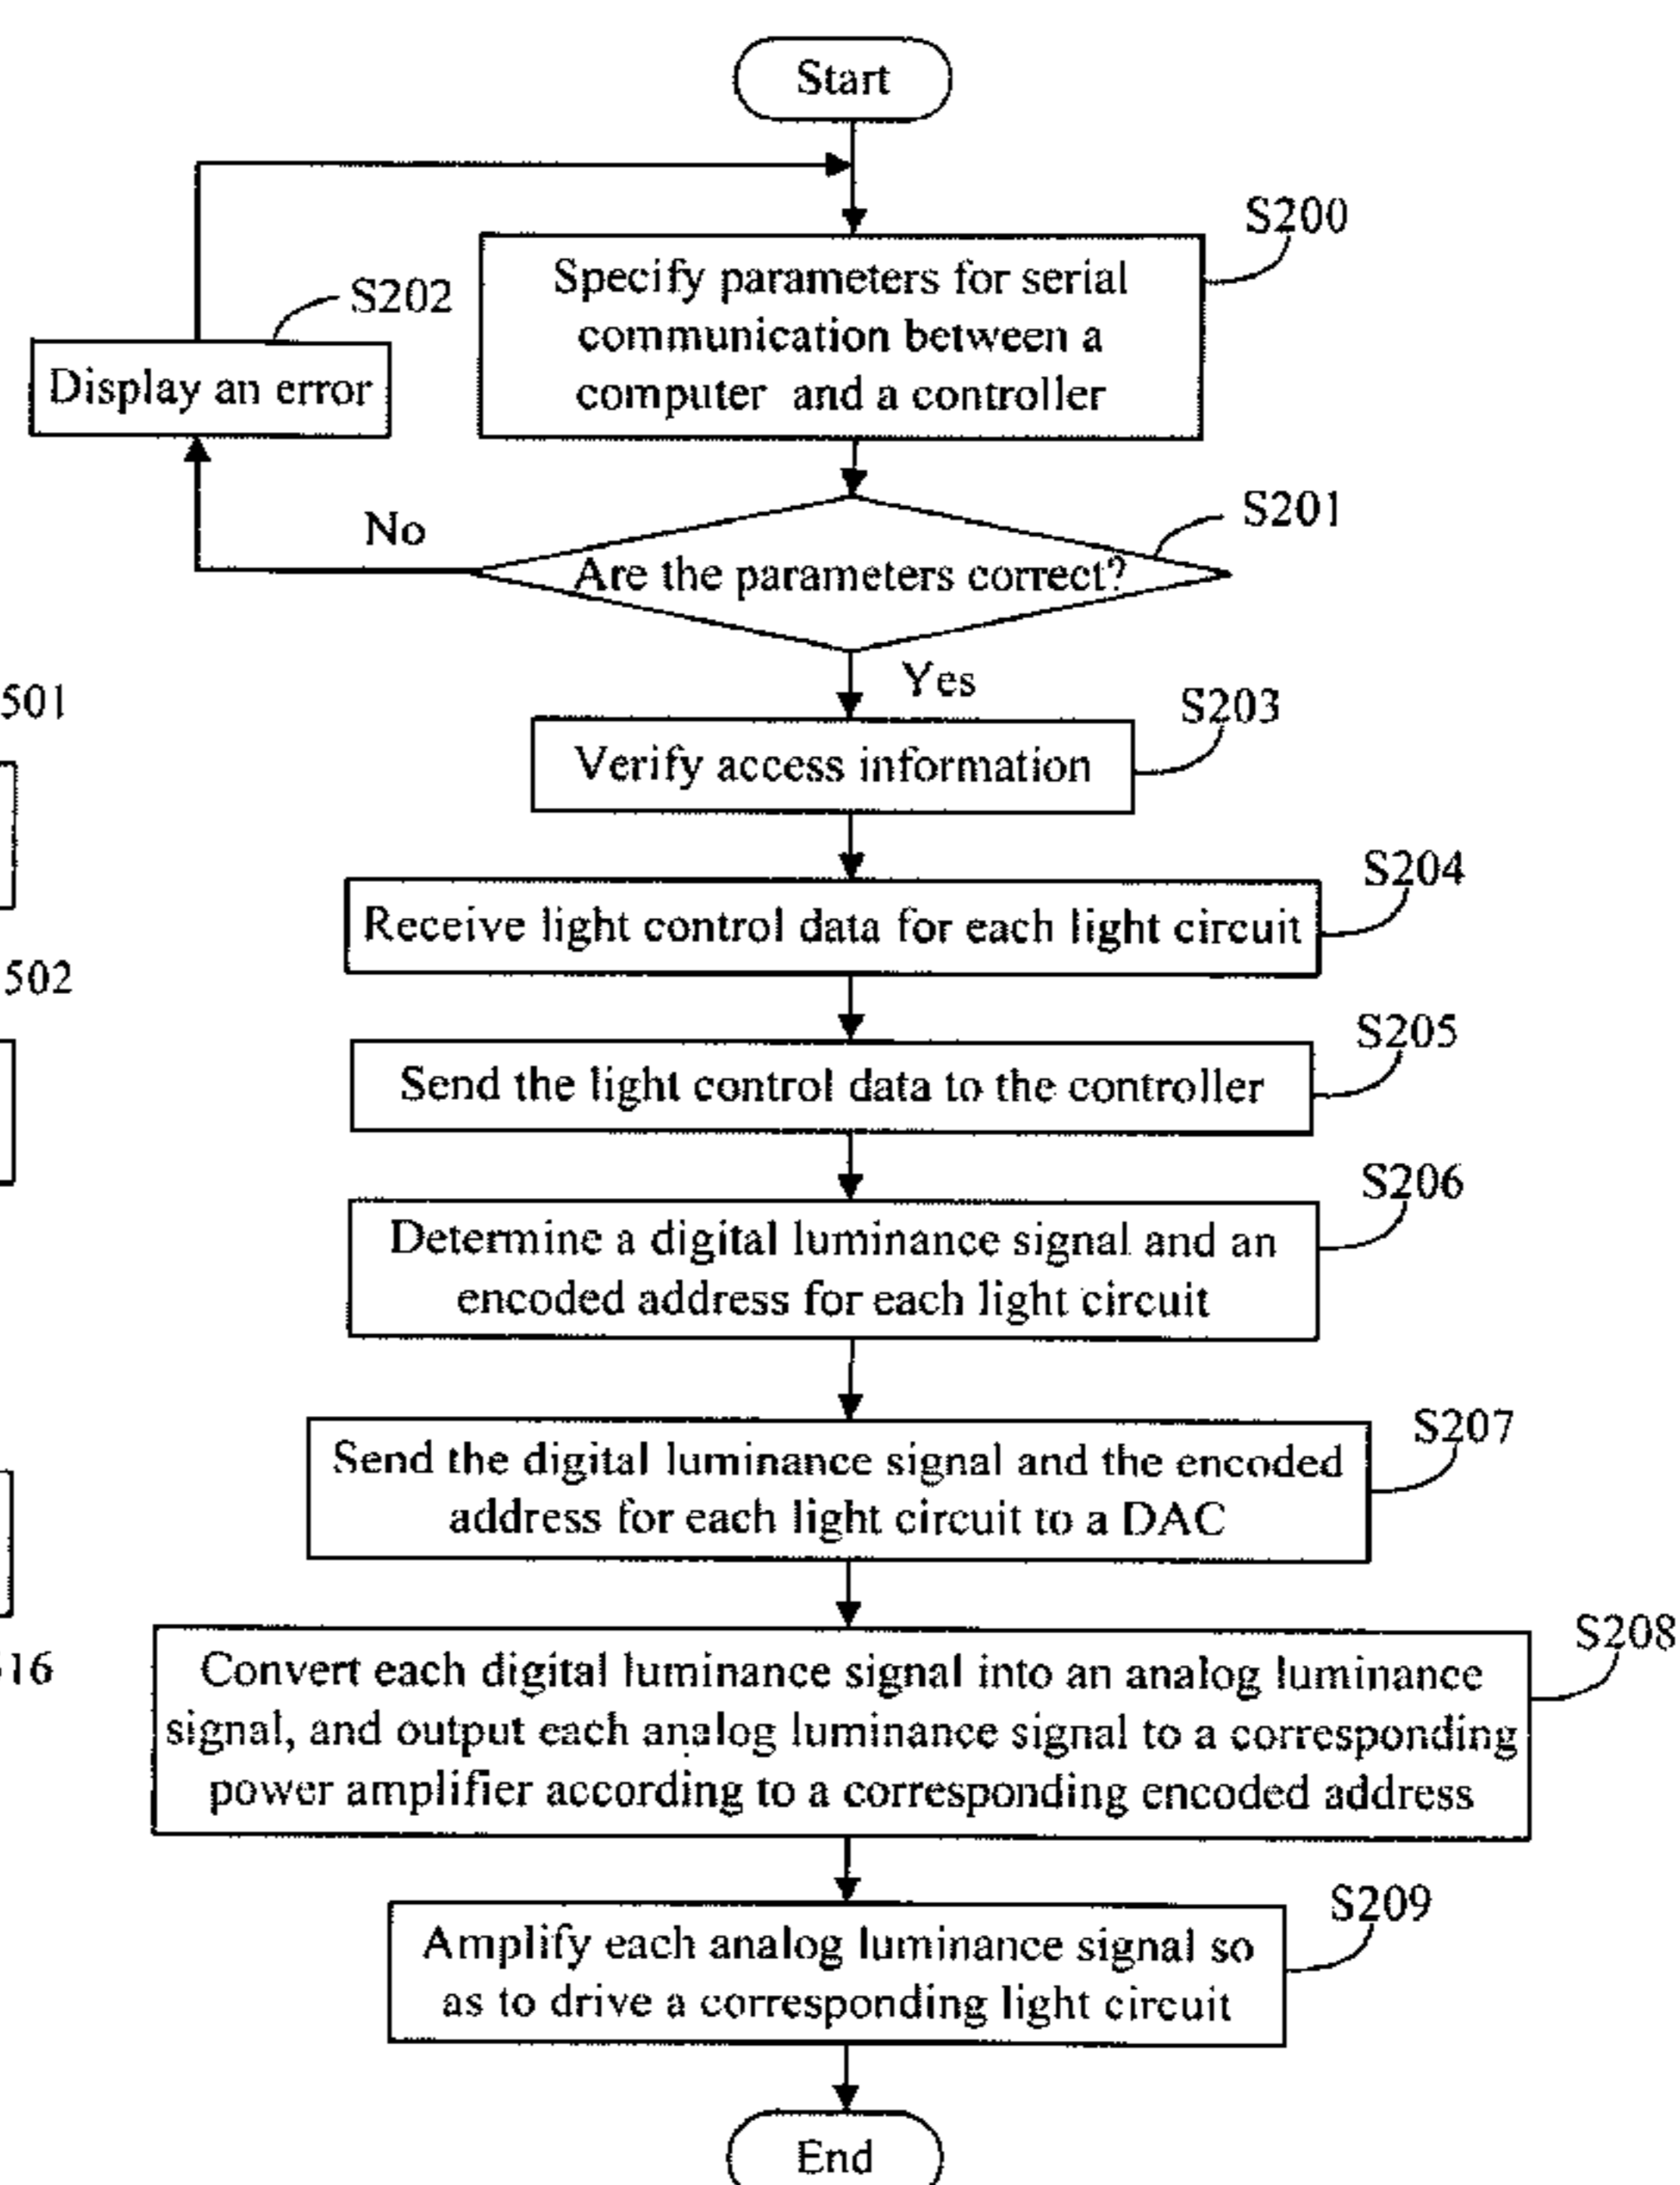 Start
S200
Specify parameters for serial
communication between a
computer and a controller
S202
Display an error
S201
No
Are the parameters correct?
Yes
501
S203
Verify access information
S204
Receive light control data for each light circuit
502
S205
Send the light control data to the controller
S206
Determine a digital luminance signal and an
encoded address for each light circuit
S207
Send the digital luminance signal and the encoded
address for each light circuit to a DAC
S208
16
Convert each digital luminance signal into an analog luminance
signal, and output each analog luminance signal to a corresponding
power amplifier according to a corresponding encoded address
S209
Amplify each analog luminance signal so
as to drive a corresponding light circuit
End